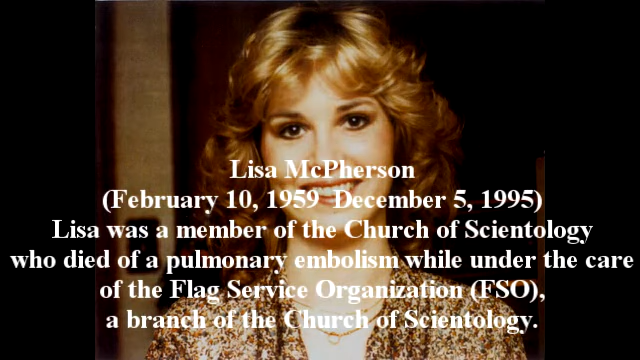 Lisa McPherson
(February 10, 1959  December 5, 1995)
Lisa was a member of the Church of Scientology
who died of a pulmonary embolism while under the care
of the Flag Service Organization (FSO),
a branch of the Church of Scientology.